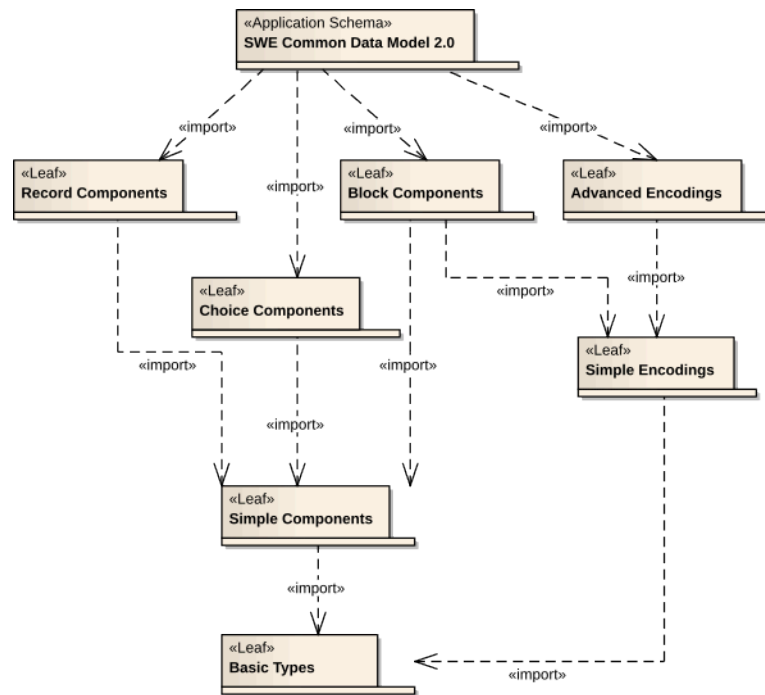 «Application Schema»
SWE Common Data Model 2.0
«import»
«import»
«import»
«import»
«Leaf»
Record Components
«Leaf»
Block Components
«Leaf»
Advanced Encodings
«Leaf»
Choice Components
«import»
«import»
«Leaf»
Simple Encodings
«import»
«import»
«import»
«Leaf»
Simple Components
«import»
«Leaf»
Basic Types
«import»